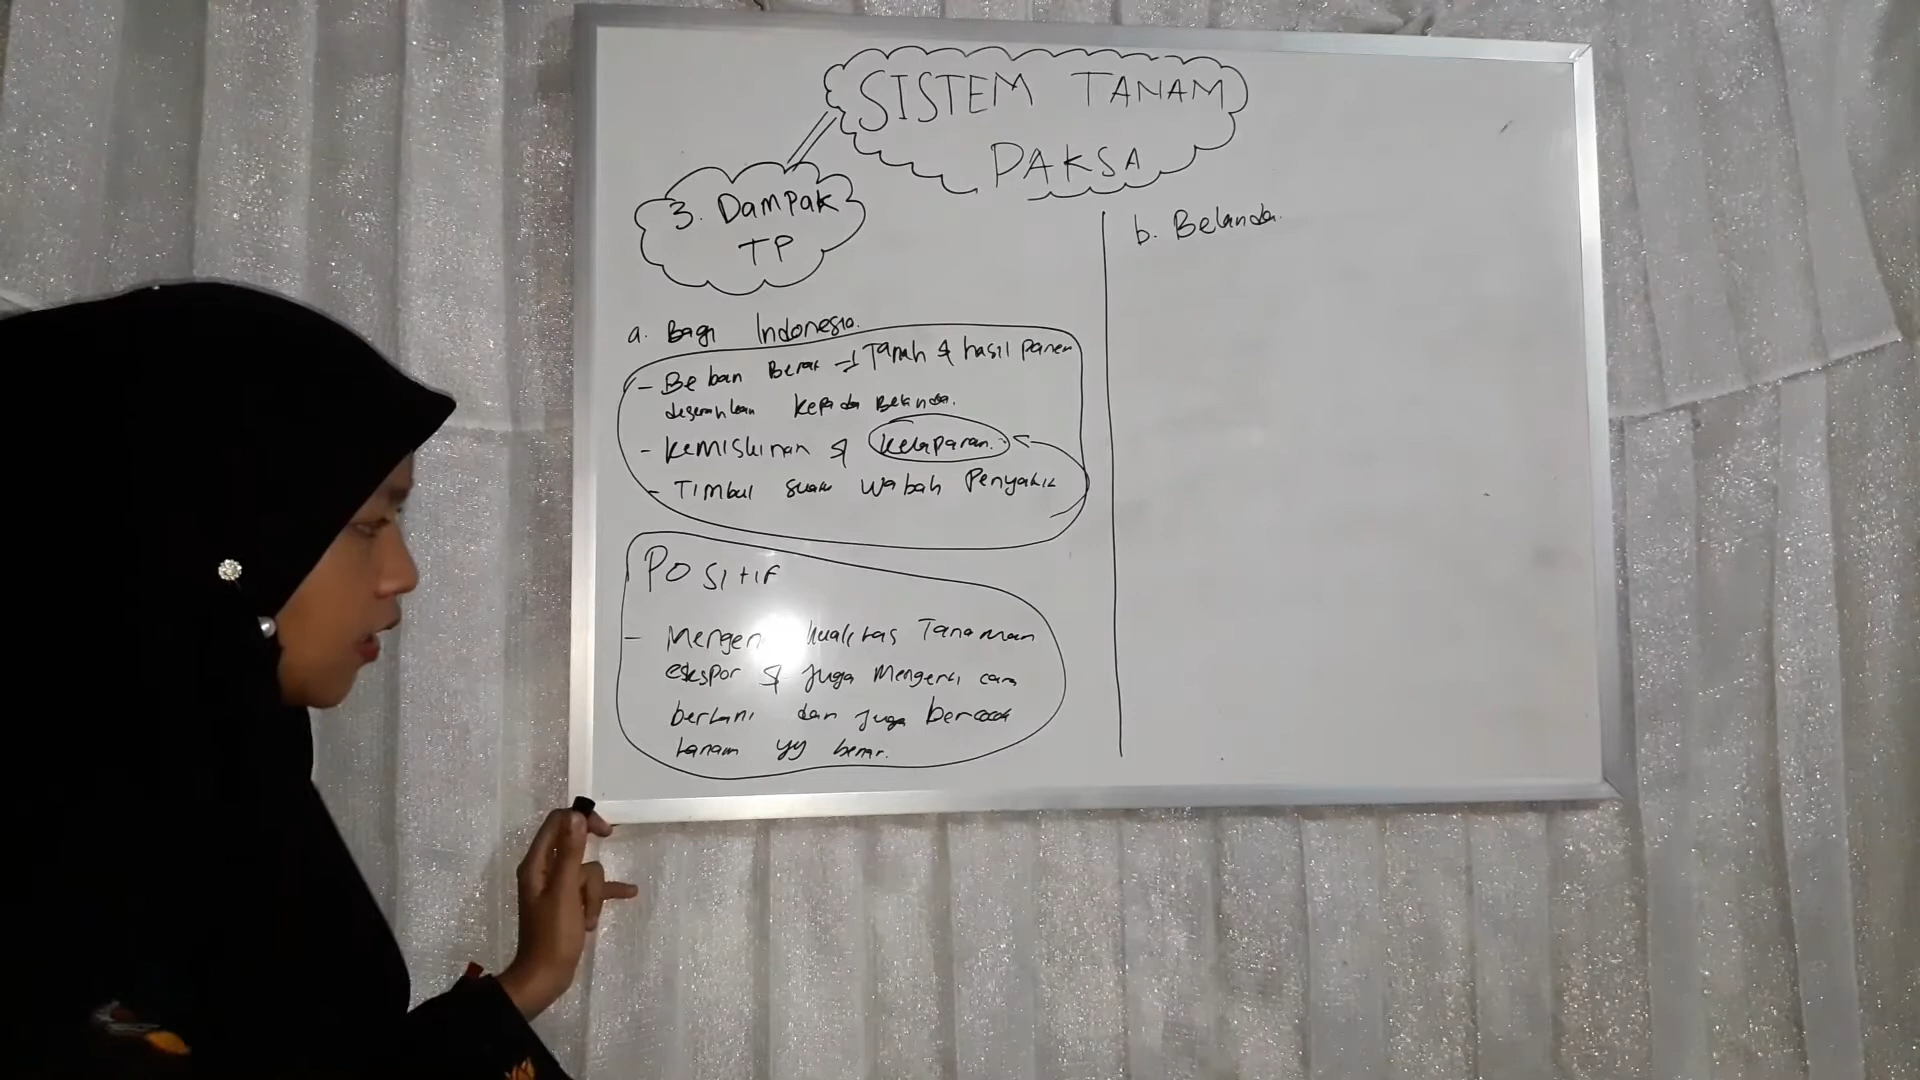 SISTEM TANAM
PAKSA
3. Dampak
TP
a. Bagi Indonesia.
- Beban Berat → Tanah & hasil panen
diserahkan kepada Belanda.
- Kemiskinan & Kelaparan.
- Timbul suatu wabah Penyakit
POSITIF
- Mengerti kualitas Tanaman
ekspor & juga Mengerti cara
bertani dan juga bercocok
tanam yg benar.
b. Belanda.